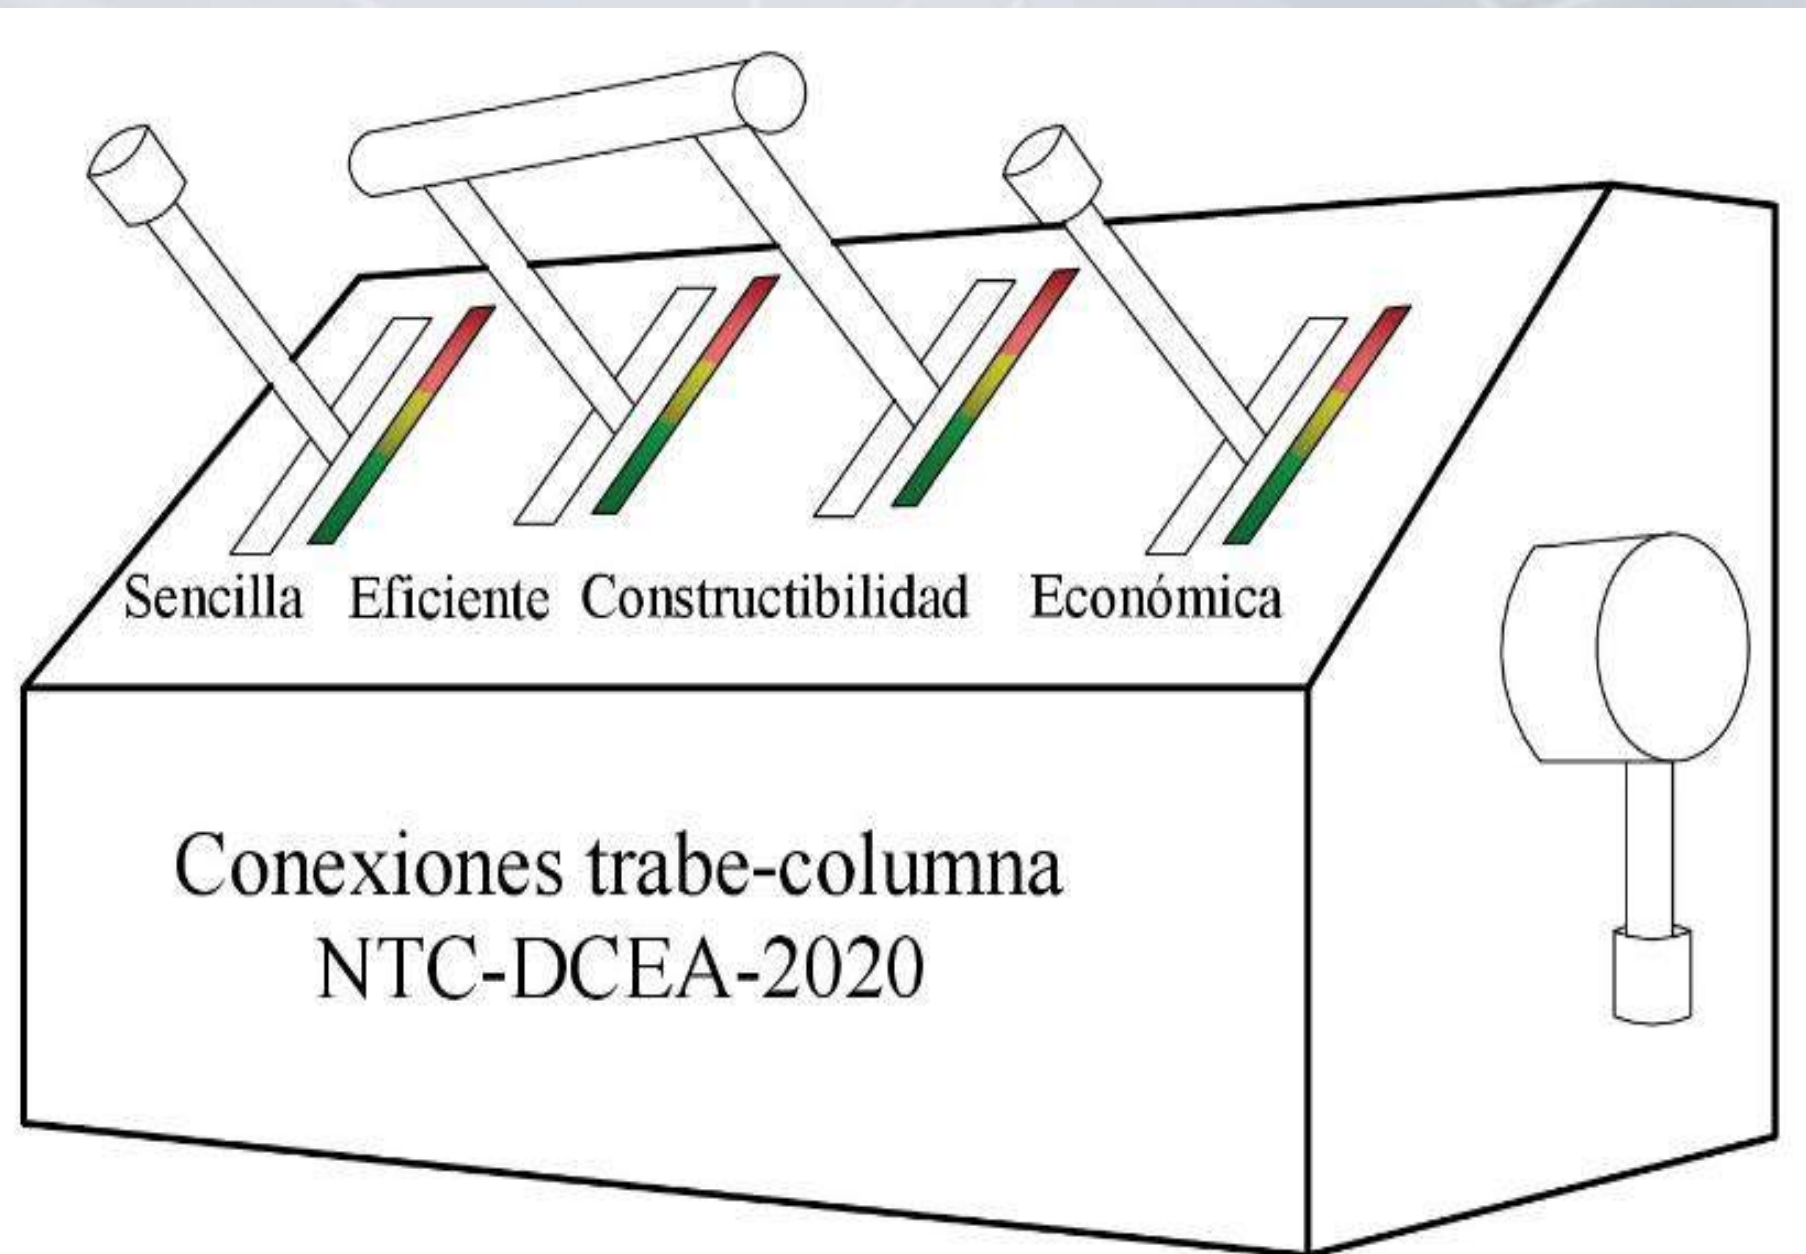 Sencilla Eficiente Constructibilidad Económica
Conexiones trabe-columna
NTC-DCEA-2020